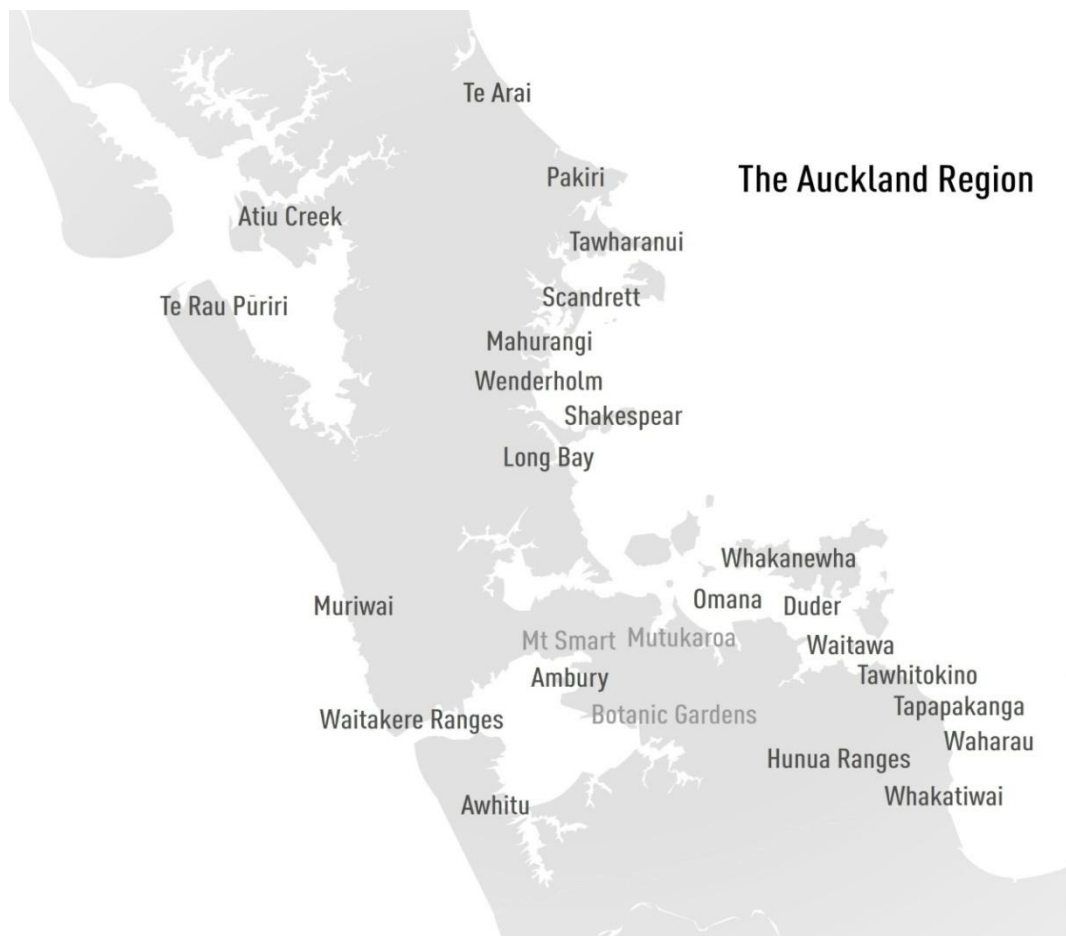 Te Arai
Pakiri
The Auckland Region
Atiu Creek
Tawharanui
Te Rau Pūriri
Scandrett
Mahurangi
Wenderholm
Shakespear
Long Bay
Whakanewha
Muriwai
Omana
Duder
Mt Smart
Mutukaroa
Waitawa
Ambury
Tawhitokino
Waitakere Ranges
Botanic Gardens
Tapapakanga
Waharau
Hunua Ranges
Awhitu
Whakatiwai